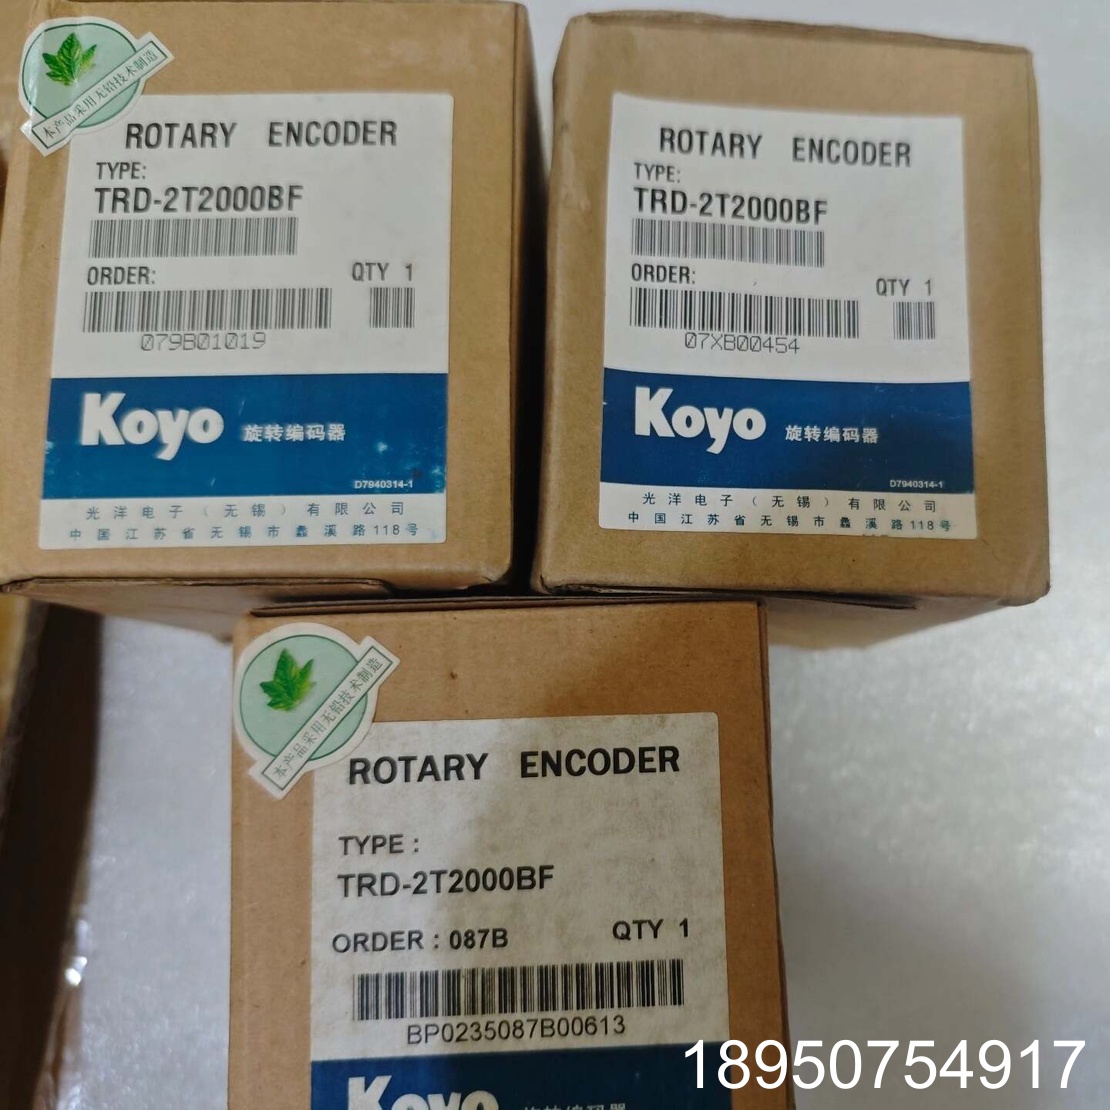 本产品采用无铅技术制造
ROTARY ENCODER
TYPE:
TRD-2T2000BF
ORDER: QTY 1
079B01019
Koyo 旋转编码器
D7940314-1
光洋电子(无锡)有限公司
中国江苏省无锡市蠡溪路118号
ROTARY ENCODER
TYPE:
TRD-2T2000BF
ORDER: QTY 1
07XB00454
Koyo 旋转编码器
D7940314-1
光洋电子(无锡)有限公司
中国江苏省无锡市蠡溪路118号
本产品采用无铅技术制造
ROTARY ENCODER
TYPE :
TRD-2T2000BF
ORDER : 087B QTY 1
BP0235087B00613
Koyo 旋转编码器
18950754917